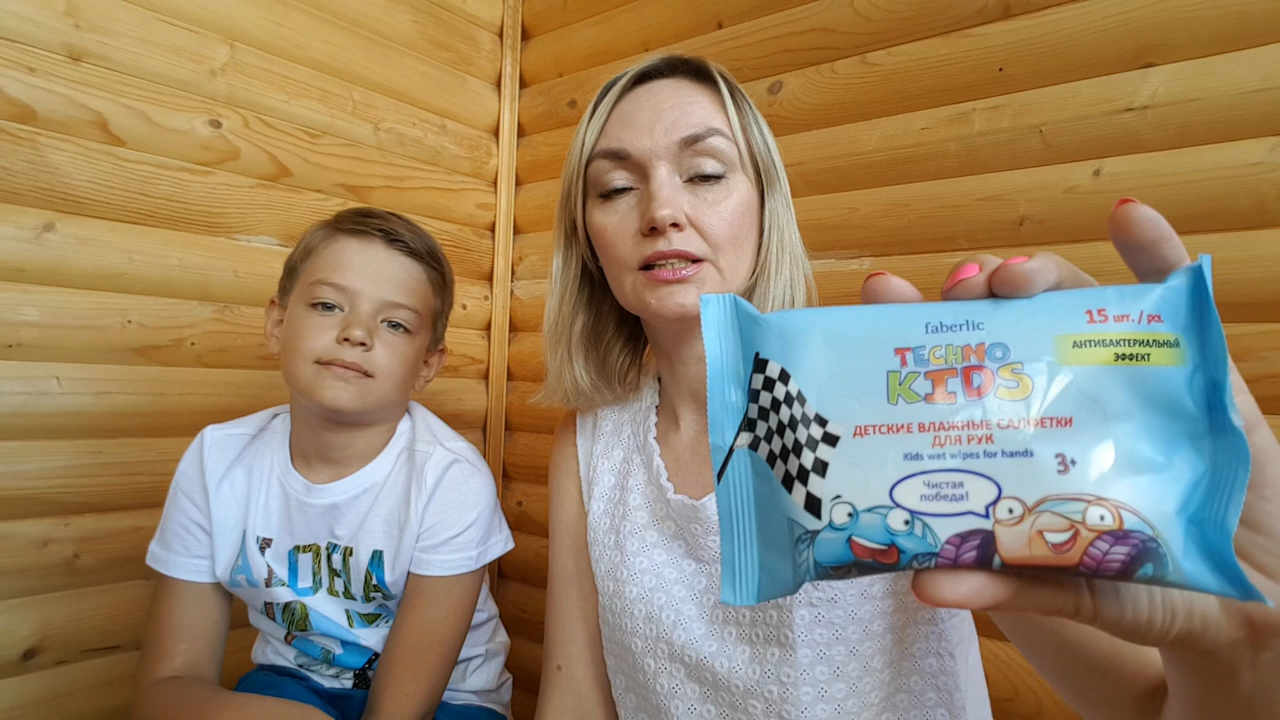 ALOHA
faberlic
TECHNO
KIDS
15 шт. / pcs.
АНТИБАКТЕРИАЛЬНЫЙ
ЭФФЕКТ
ДЕТСКИЕ ВЛАЖНЫЕ САЛФЕТКИ
ДЛЯ РУК
Kids wet wipes for hands
3+
Чистая
победа!